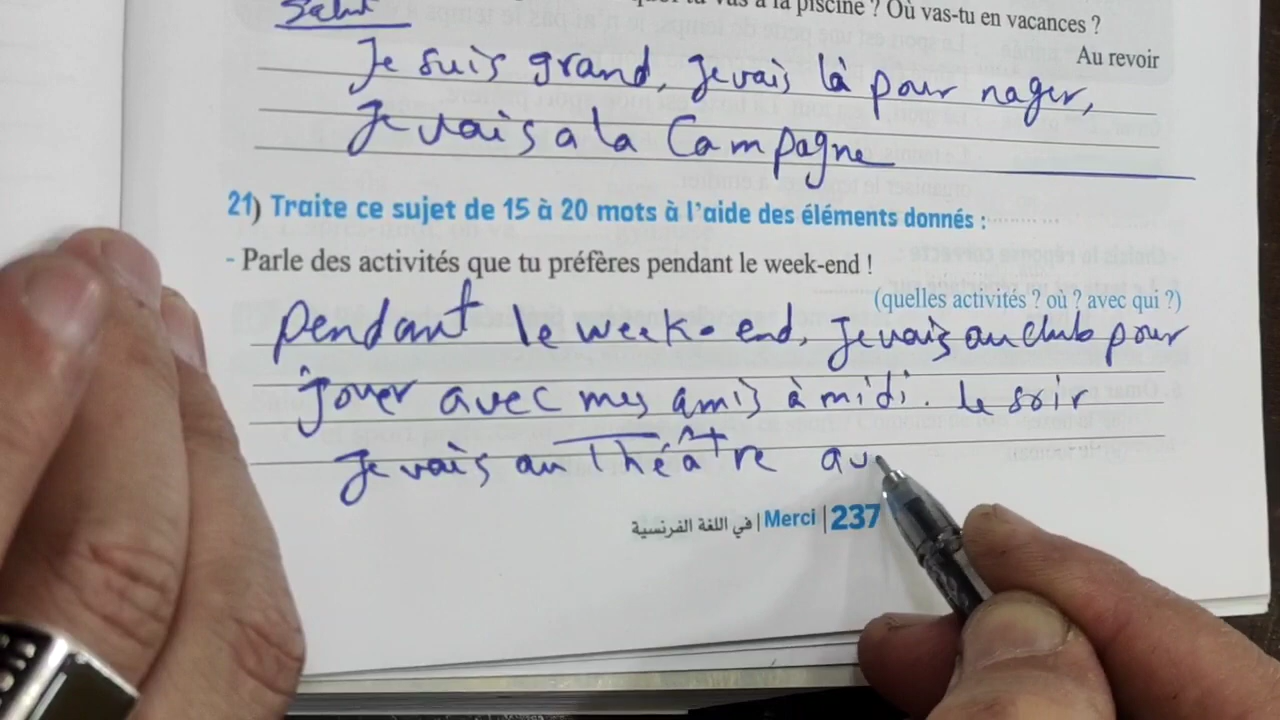 vas à la piscine ? Où vas-tu en vacances ?
Salut
Au revoir
Je suis grand, Je vais là pour nager,
Je vais a la Campagne
21) Traite ce sujet de 15 à 20 mots à l'aide des éléments donnés :
- Parle des activités que tu préfères pendant le week-end !
(quelles activités ? où ? avec qui ?)
Pendant le week-end, Je vais au club pour
jouer avec mes amis à midi. le soir
Je vais au Théâtre av
في اللغة الفرنسية | Merci | 237